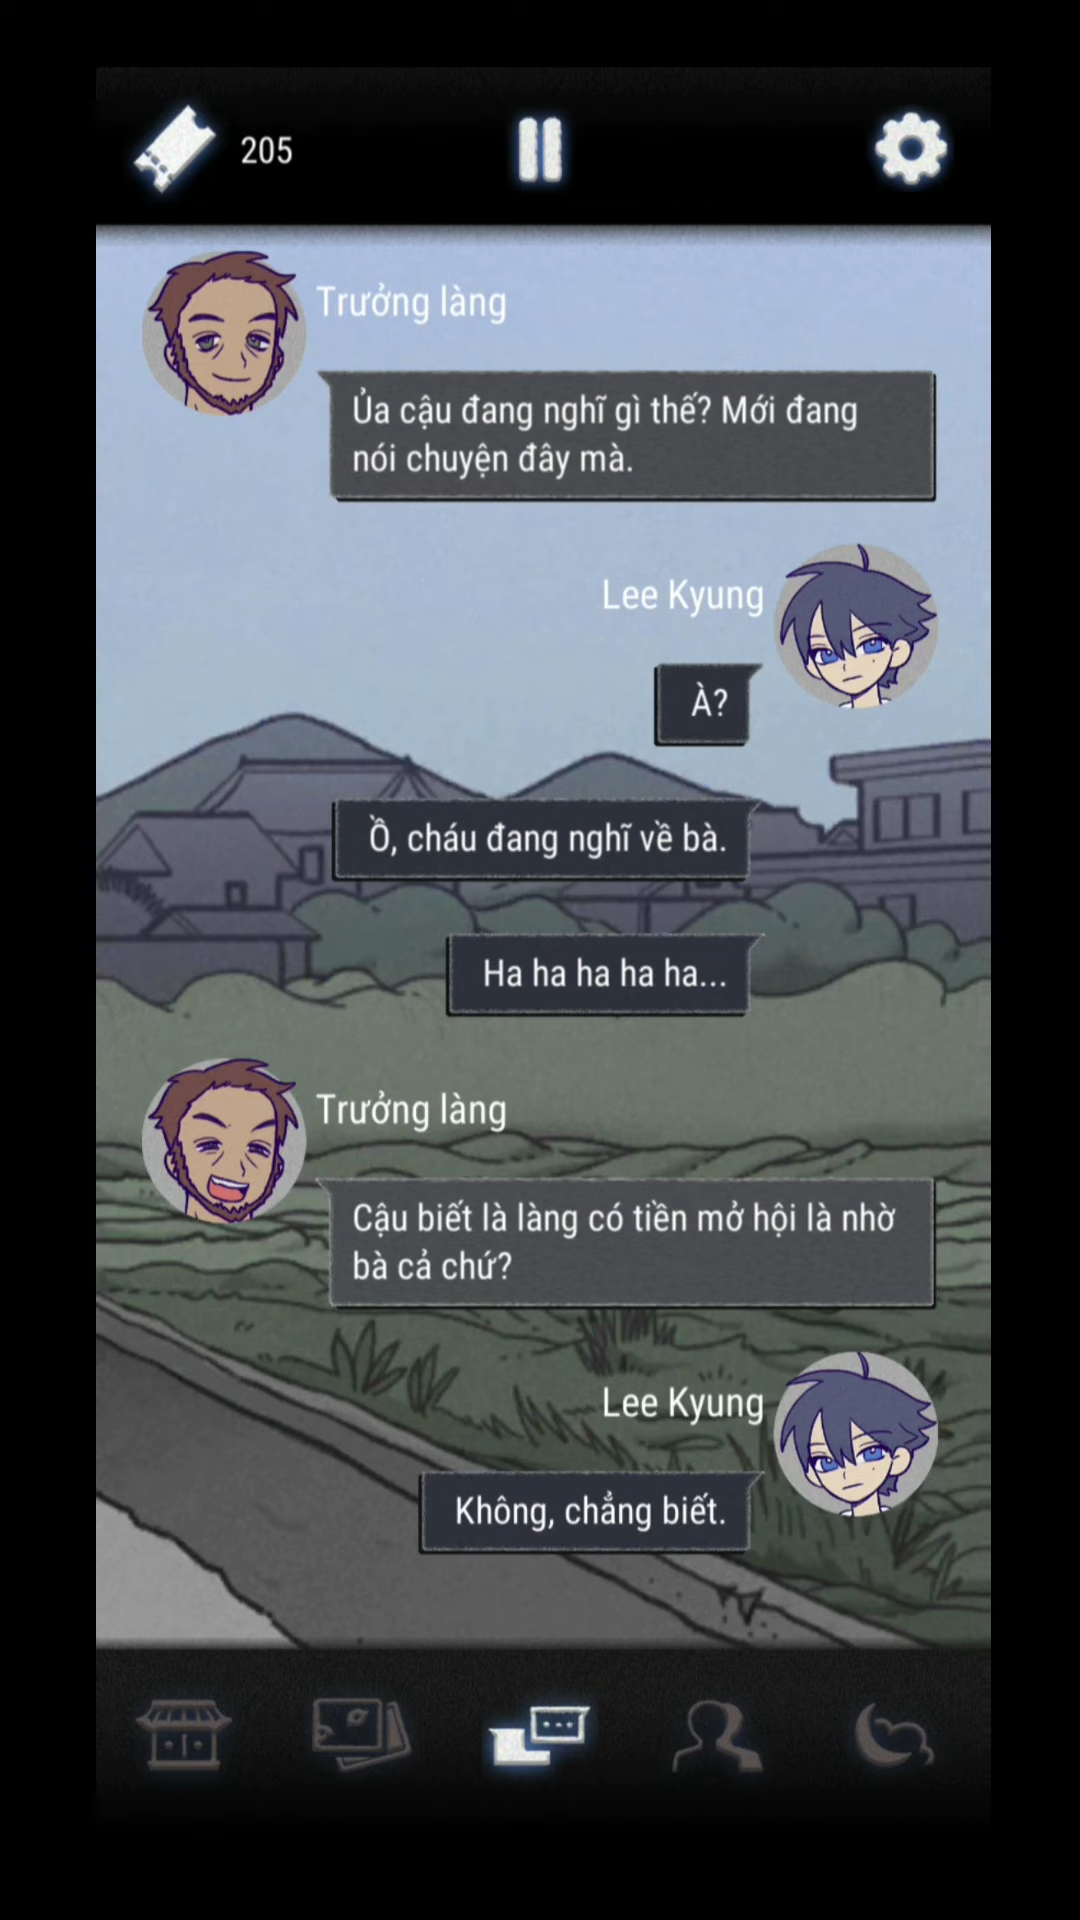 205
Trưởng làng
Ủa cậu đang nghĩ gì thế? Mới đang
nói chuyện đây mà.
Lee Kyung
À?
Ồ, cháu đang nghĩ về bà.
Ha ha ha ha ha...
Trưởng làng
Cậu biết là làng có tiền mở hội là nhờ
bà cả chứ?
Lee Kyung
Không, chẳng biết.